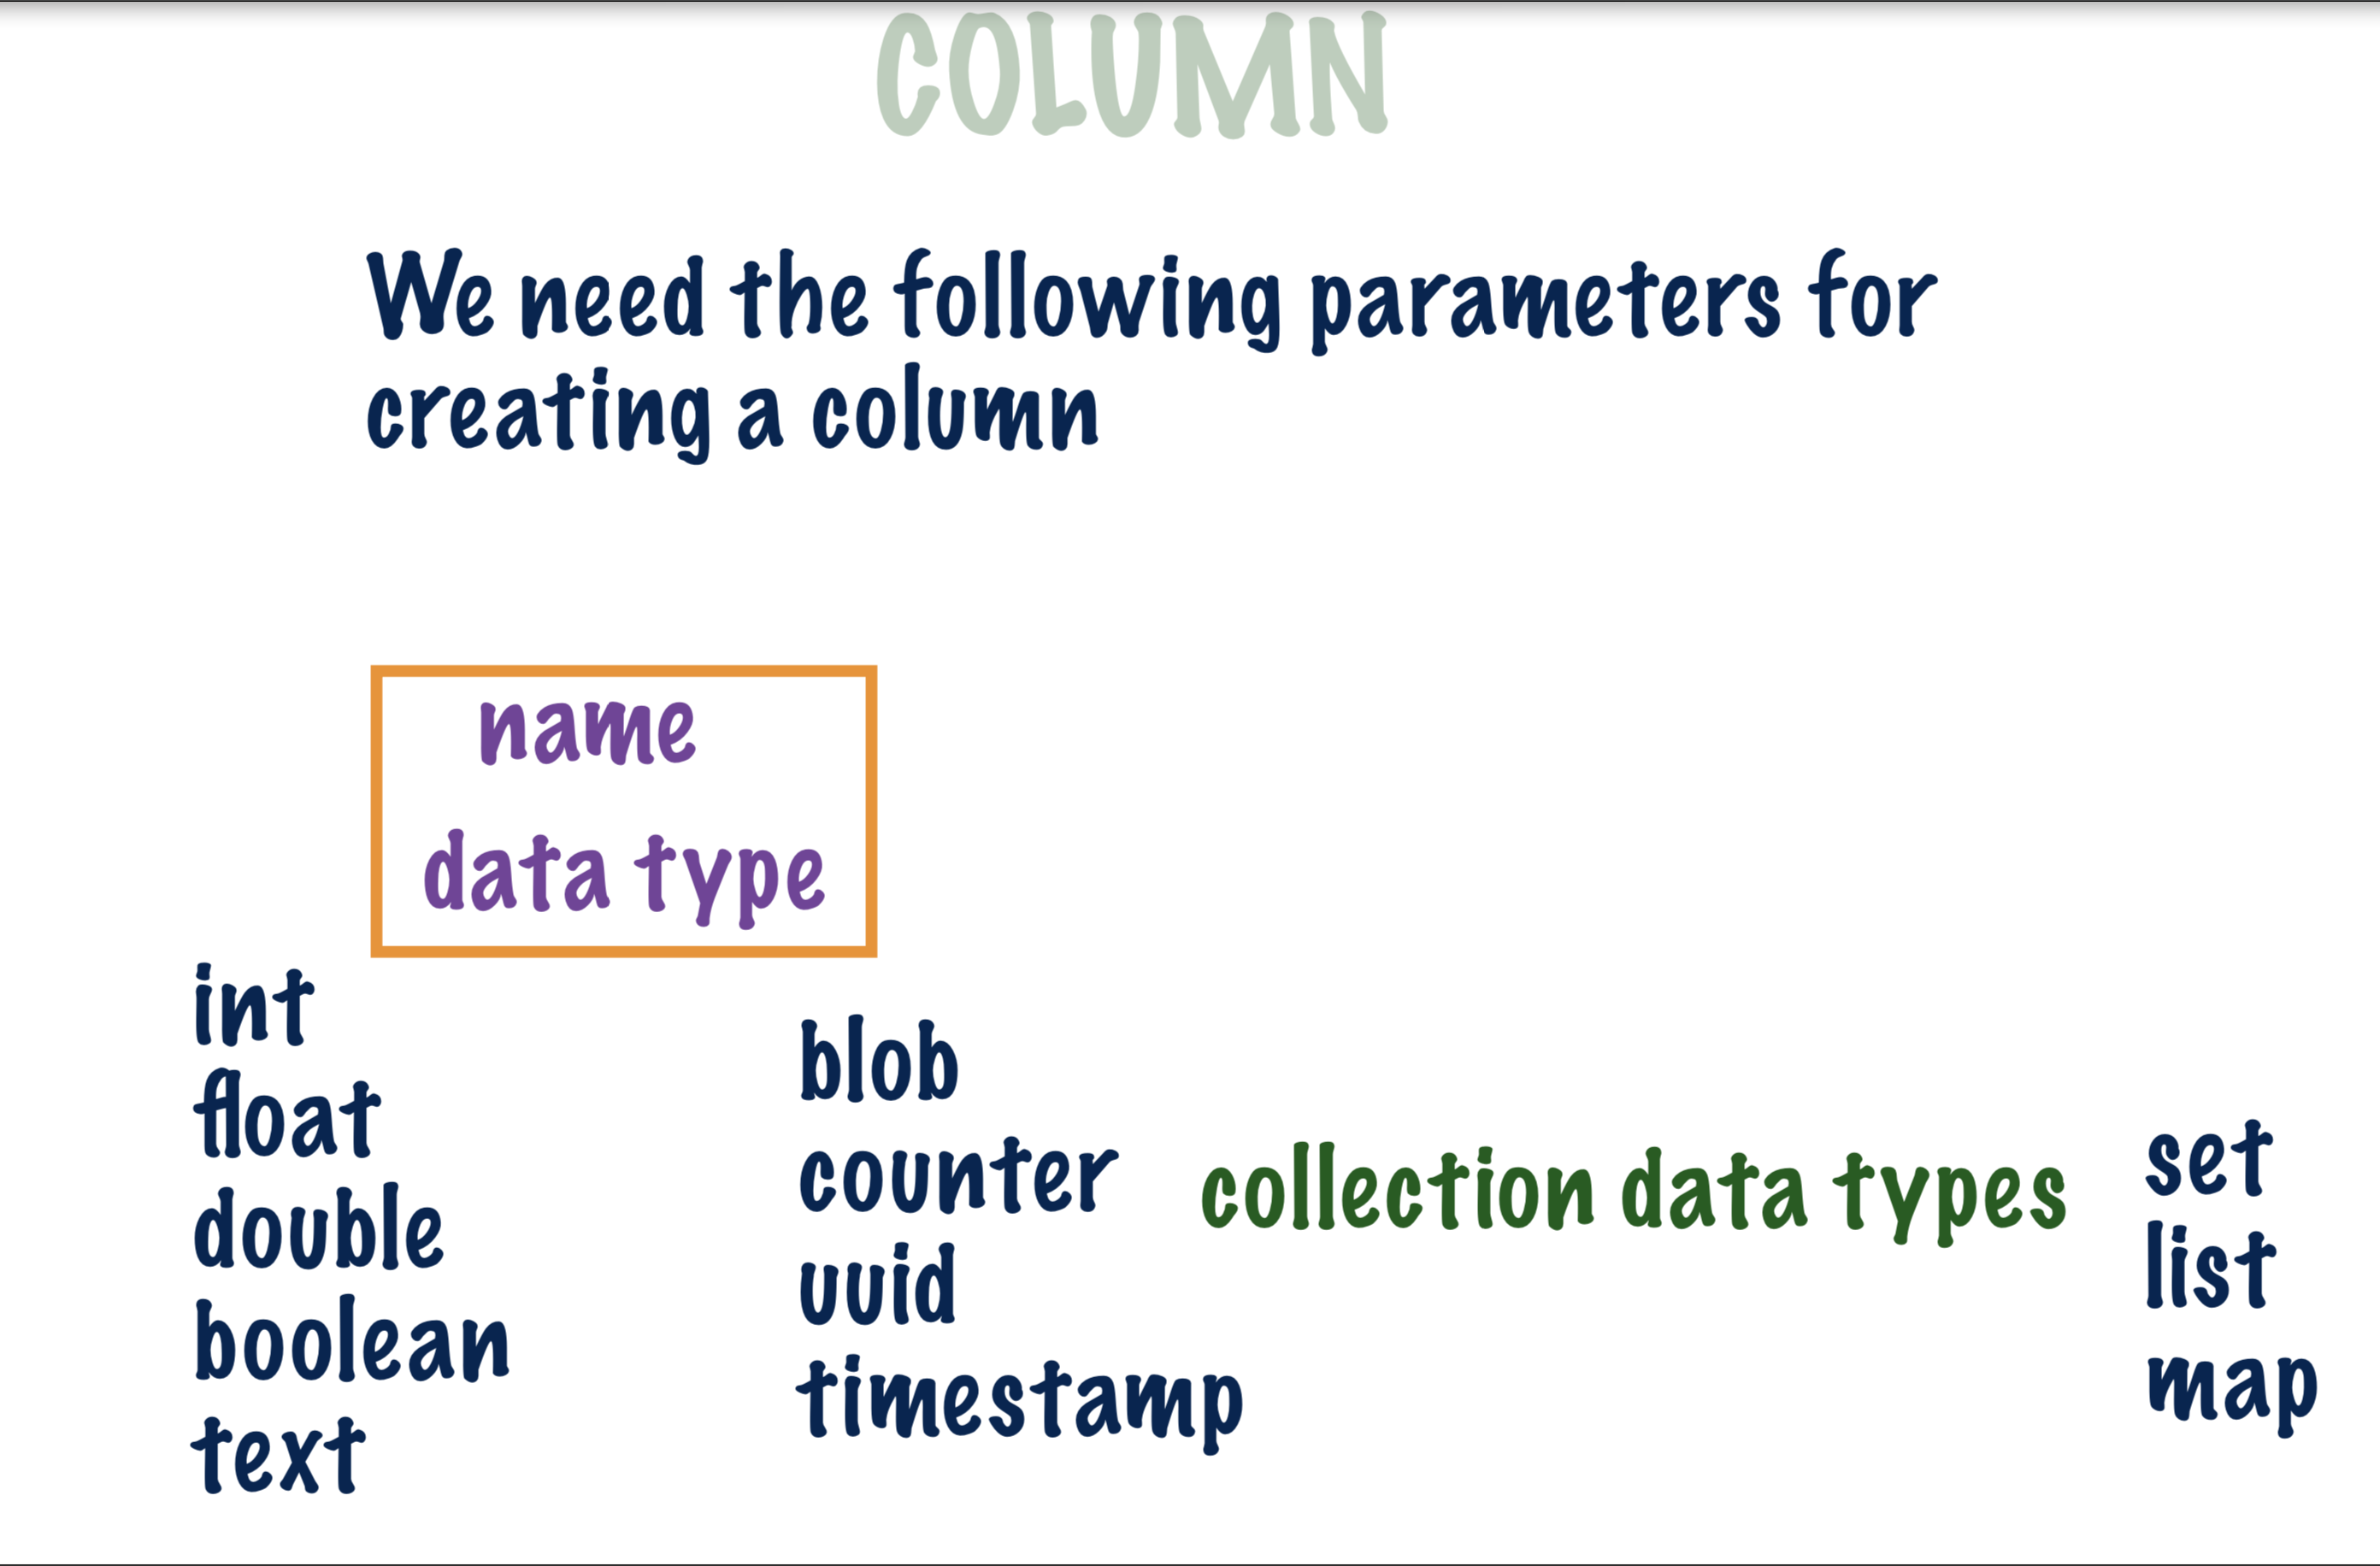 COLUMN
We need the following parameters for
creating a column
name
data type
int
float
double
boolean
text
blob
counter
uuid
timestamp
collection data types
set
list
map